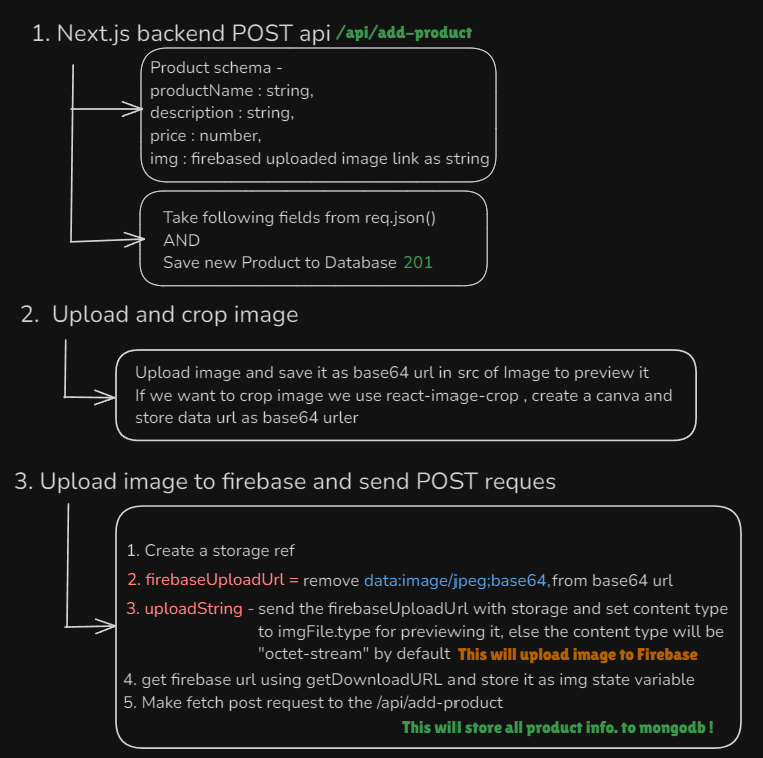 1. Next.js backend POST api /api/add-product
Product schema -
productName : string,
description : string,
price : number,
img : firebased uploaded image link as string
Take following fields from req.json()
AND
Save new Product to Database 201
2. Upload and crop image
Upload image and save it as base64 url in src of Image to preview it
If we want to crop image we use react-image-crop , create a canva and
store data url as base64 urler
3. Upload image to firebase and send POST reques
1. Create a storage ref
2. firebaseUploadUrl = remove data:image/jpeg;base64, from base64 url
3. uploadString - send the firebaseUploadUrl with storage and set content type
to imgFile.type for previewing it, else the content type will be
"octet-stream" by default This will upload image to Firebase
4. get firebase url using getDownloadURL and store it as img state variable
5. Make fetch post request to the /api/add-product
This will store all product info. to mongodb !